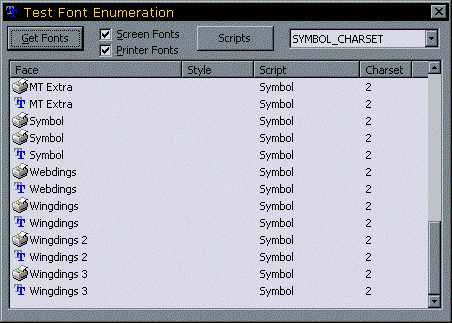 Test Font Enumeration
Get Fonts
Screen Fonts
Printer Fonts
Scripts
SYMBOL_CHARSET
Face Style Script Charset
MT Extra Symbol 2
MT Extra Symbol 2
Symbol Symbol 2
Symbol Symbol 2
Symbol Symbol 2
Webdings Symbol 2
Webdings Symbol 2
Wingdings Symbol 2
Wingdings Symbol 2
Wingdings 2 Symbol 2
Wingdings 2 Symbol 2
Wingdings 3 Symbol 2
Wingdings 3 Symbol 2